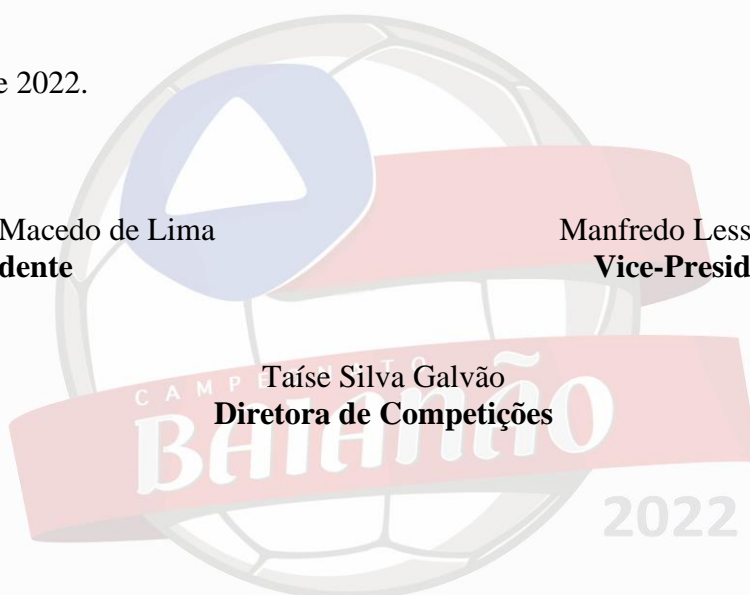 e 2022.
Macedo de Lima
Manfredo Less
dente
Vice-Presid
Taíse Silva Galvão
Diretora de Competições
CAMPEONATO
BAIANÃO
2022